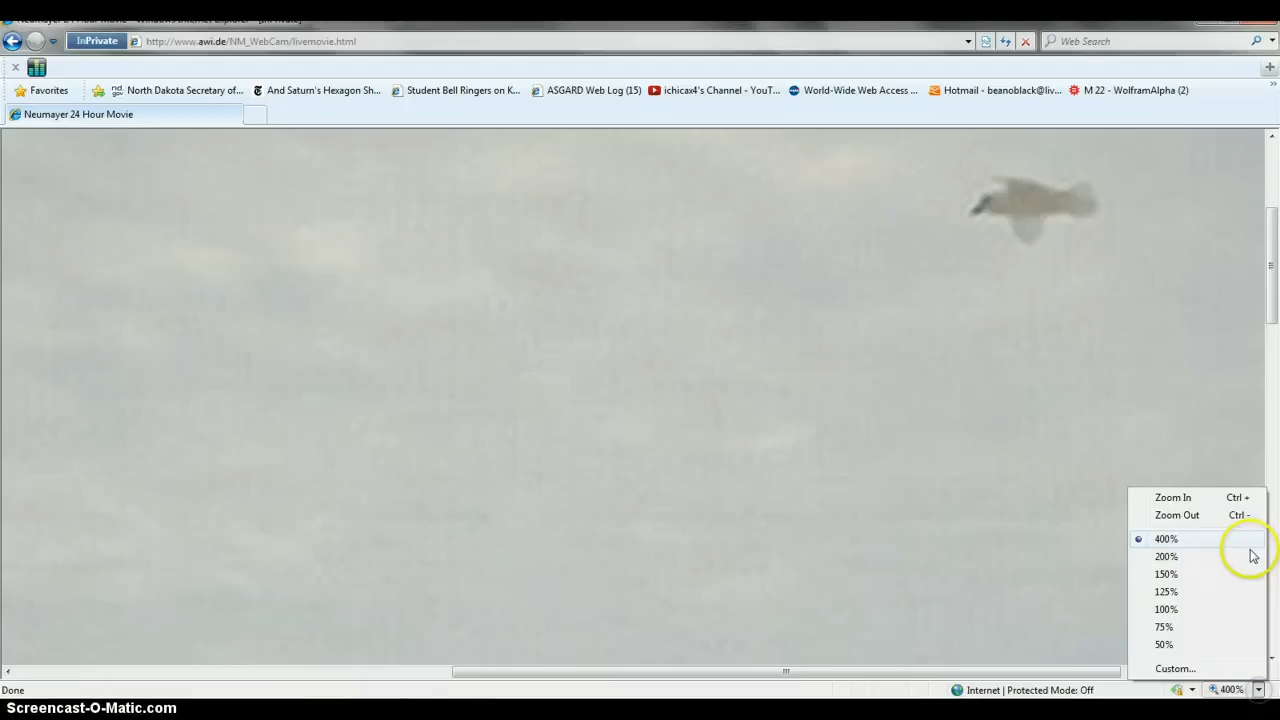 InPrivate
http://www.awi.de/NM_WebCam/livemovie.html
Web Search
Favorites
North Dakota Secretary of...
And Saturn's Hexagon Sh...
Student Bell Ringers on K...
ASGARD Web Log (15)
ichicax4's Channel - YouT...
World-Wide Web Access ...
Hotmail - beanoblack@liv...
M 22 - WolframAlpha (2)
Neumayer 24 Hour Movie
Zoom In Ctrl +
Zoom Out Ctrl -
400%
200%
150%
125%
100%
75%
50%
Custom...
Done
Internet | Protected Mode: Off
400%
Screencast-O-Matic.com